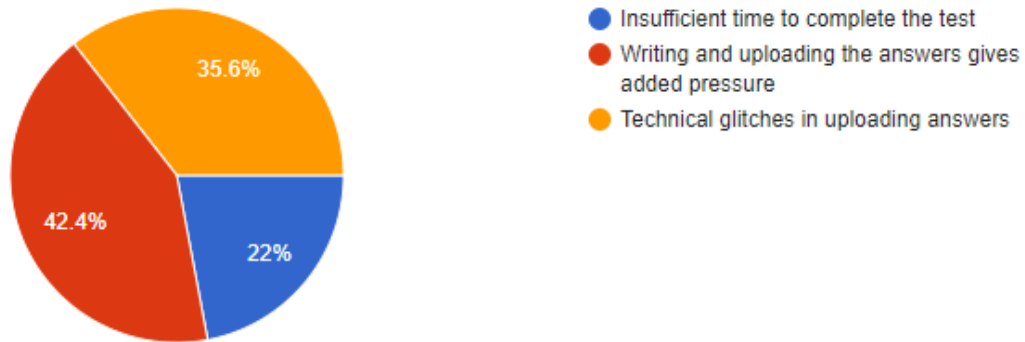 35.6%
42.4%
22%
Insufficient time to complete the test
Writing and uploading the answers gives
added pressure
Technical glitches in uploading answers